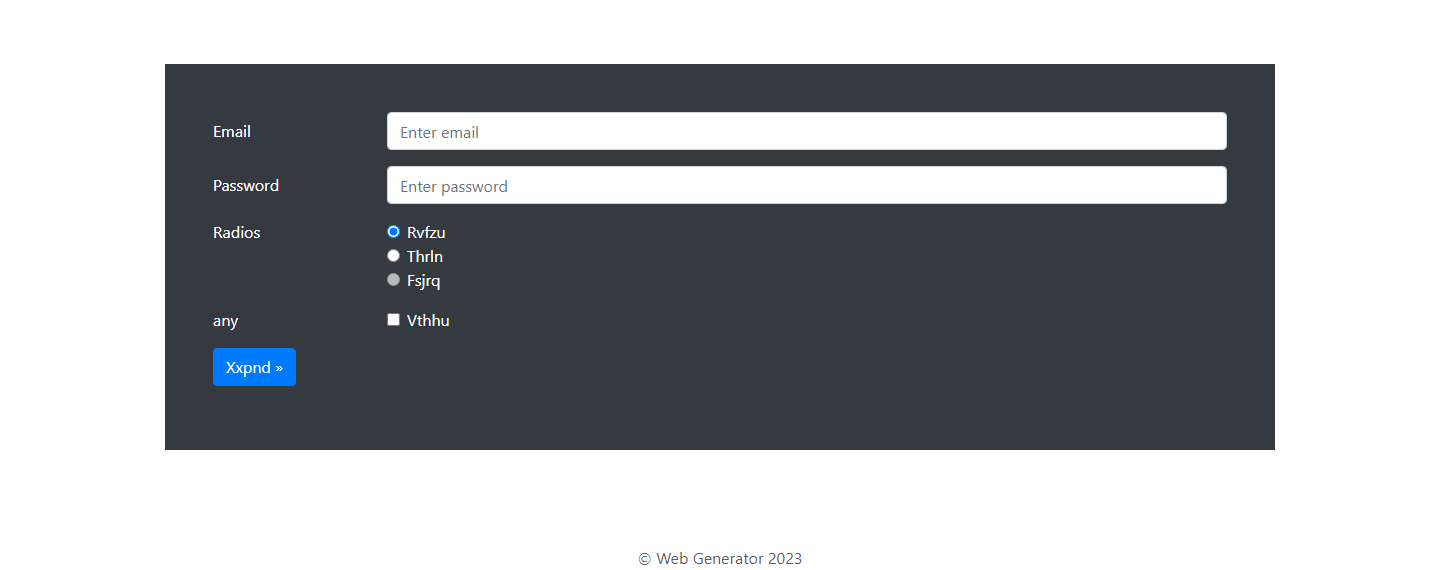 Email Enter email
Password Enter password
Radios Rvfzu
Thrln
Fsjrq
any Vthhu
Xxpnd »
© Web Generator 2023